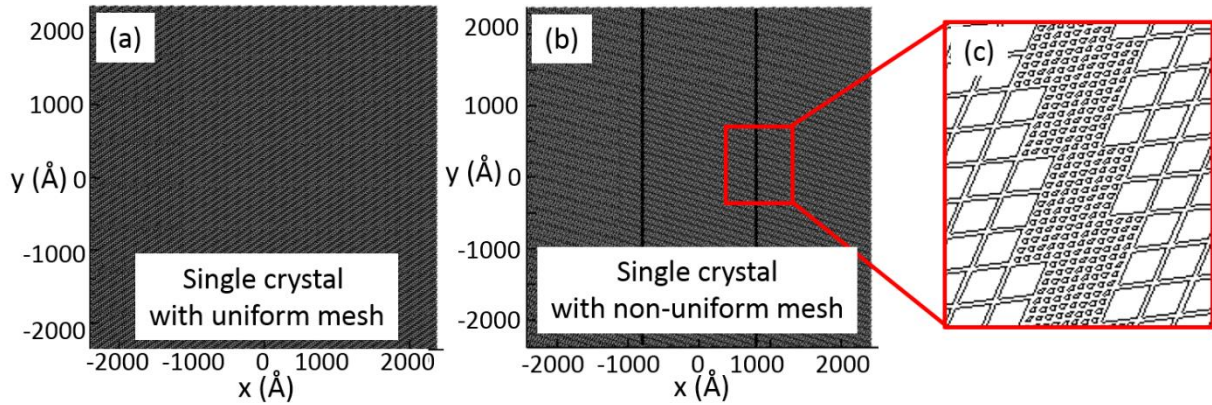 (a)
2000
1000
y (Å) 0
-1000
-2000
Single crystal
with uniform mesh
-2000 -1000 0 1000 2000
x (Å)
(b)
2000
1000
y (Å) 0
-1000
-2000
Single crystal
with non-uniform mesh
-2000 -1000 0 1000 2000
x (Å)
(c)